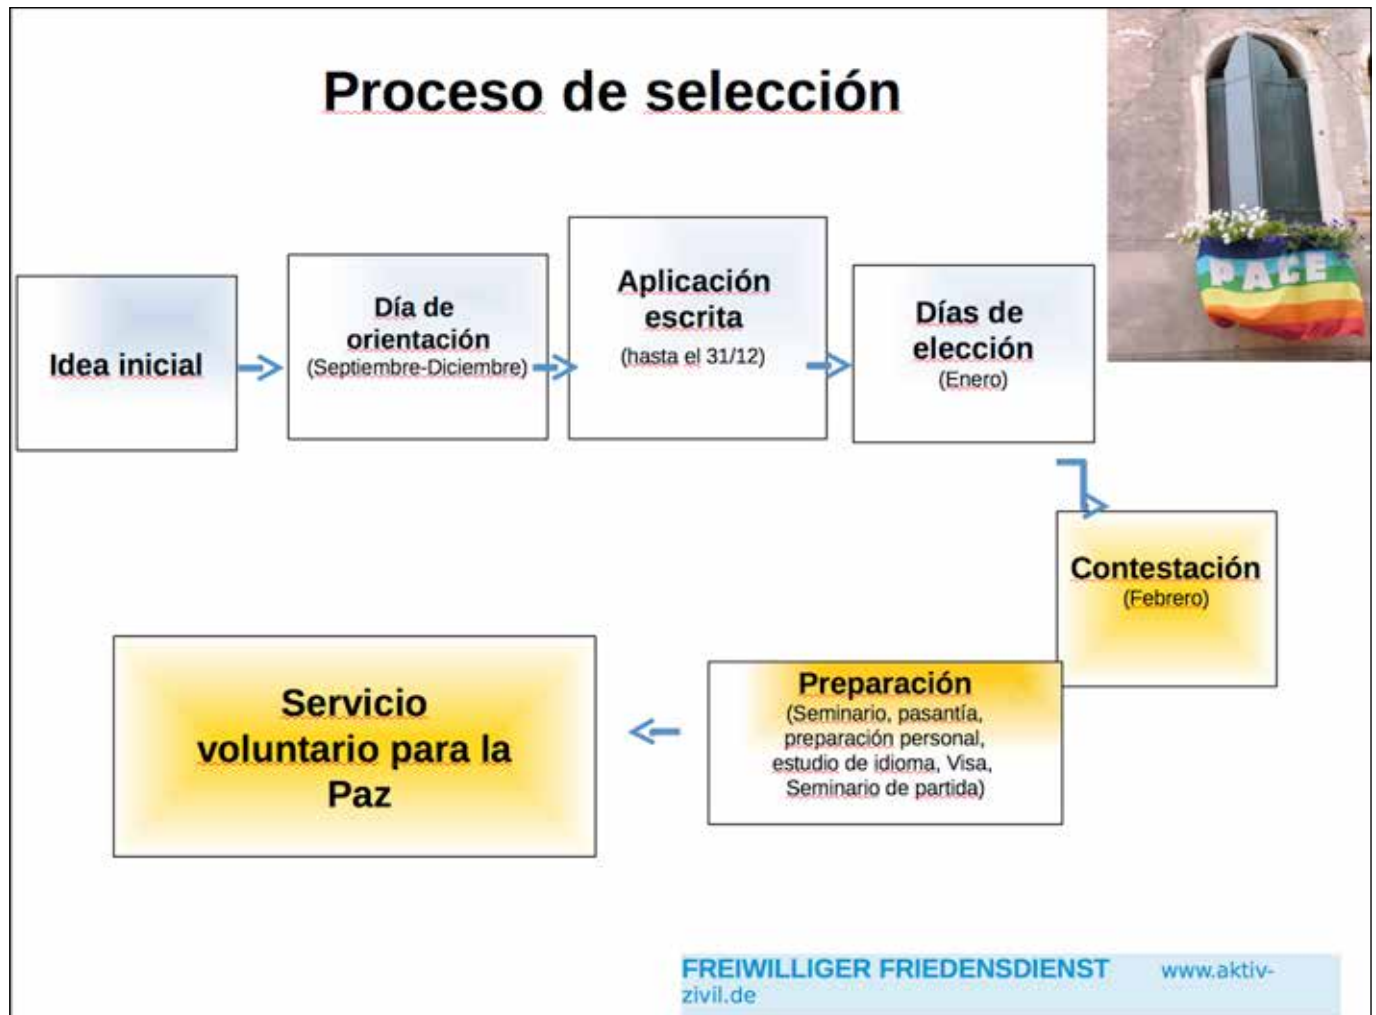 Proceso de selección
PACE
Idea inicial
Día de
orientación
(Septiembre-Diciembre)
Aplicación
escrita
(hasta el 31/12)
Días de
elección
(Enero)
Contestación
(Febrero)
Preparación
(Seminario, pasantía,
preparación personal,
estudio de idioma, Visa,
Seminario de partida)
Servicio
voluntario para la
Paz
FREIWILLIGER FRIEDENSDIENST www.aktiv-
zivil.de